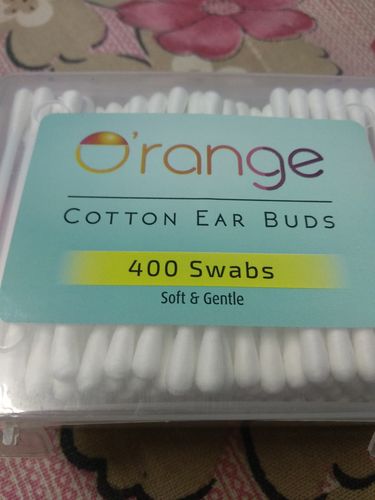 O'range
COTTON EAR BUDS
400 Swabs
Soft & Gentle